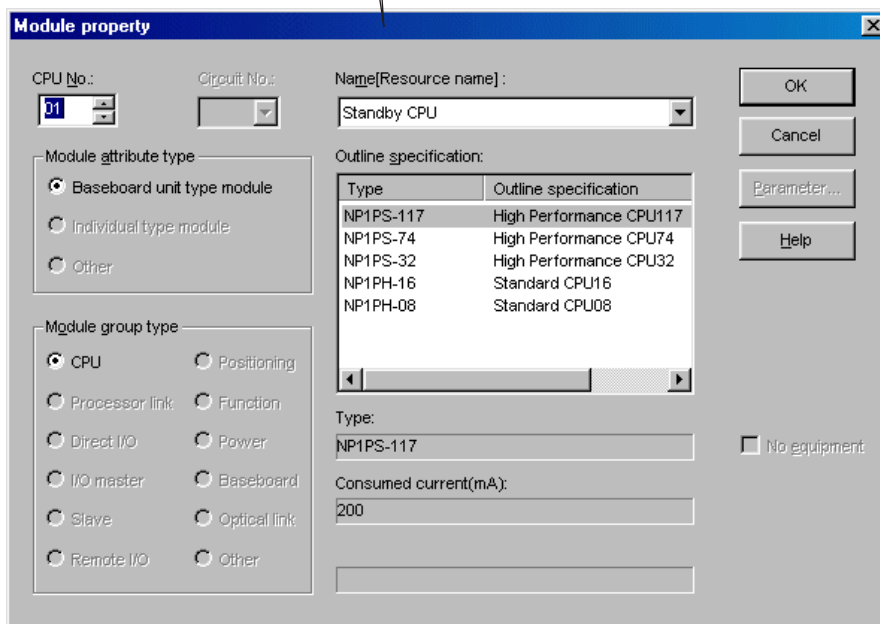 Module property
CPU No.:
Circuit No.:
01
Name[Resource name] :
Standby CPU
Module attribute type
Baseboard unit type module
Individual type module
Other
Module group type
CPU
Positioning
Processor link
Function
Direct I/O
Power
I/O master
Baseboard
Slave
Optical link
Remote I/O
Other
Outline specification:
Type Outline specification
NP1PS-117 High Performance CPU117
NP1PS-74 High Performance CPU74
NP1PS-32 High Performance CPU32
NP1PH-16 Standard CPU16
NP1PH-08 Standard CPU08
Type:
NP1PS-117
Consumed current(mA):
200
OK
Cancel
Parameter...
Help
No equipment